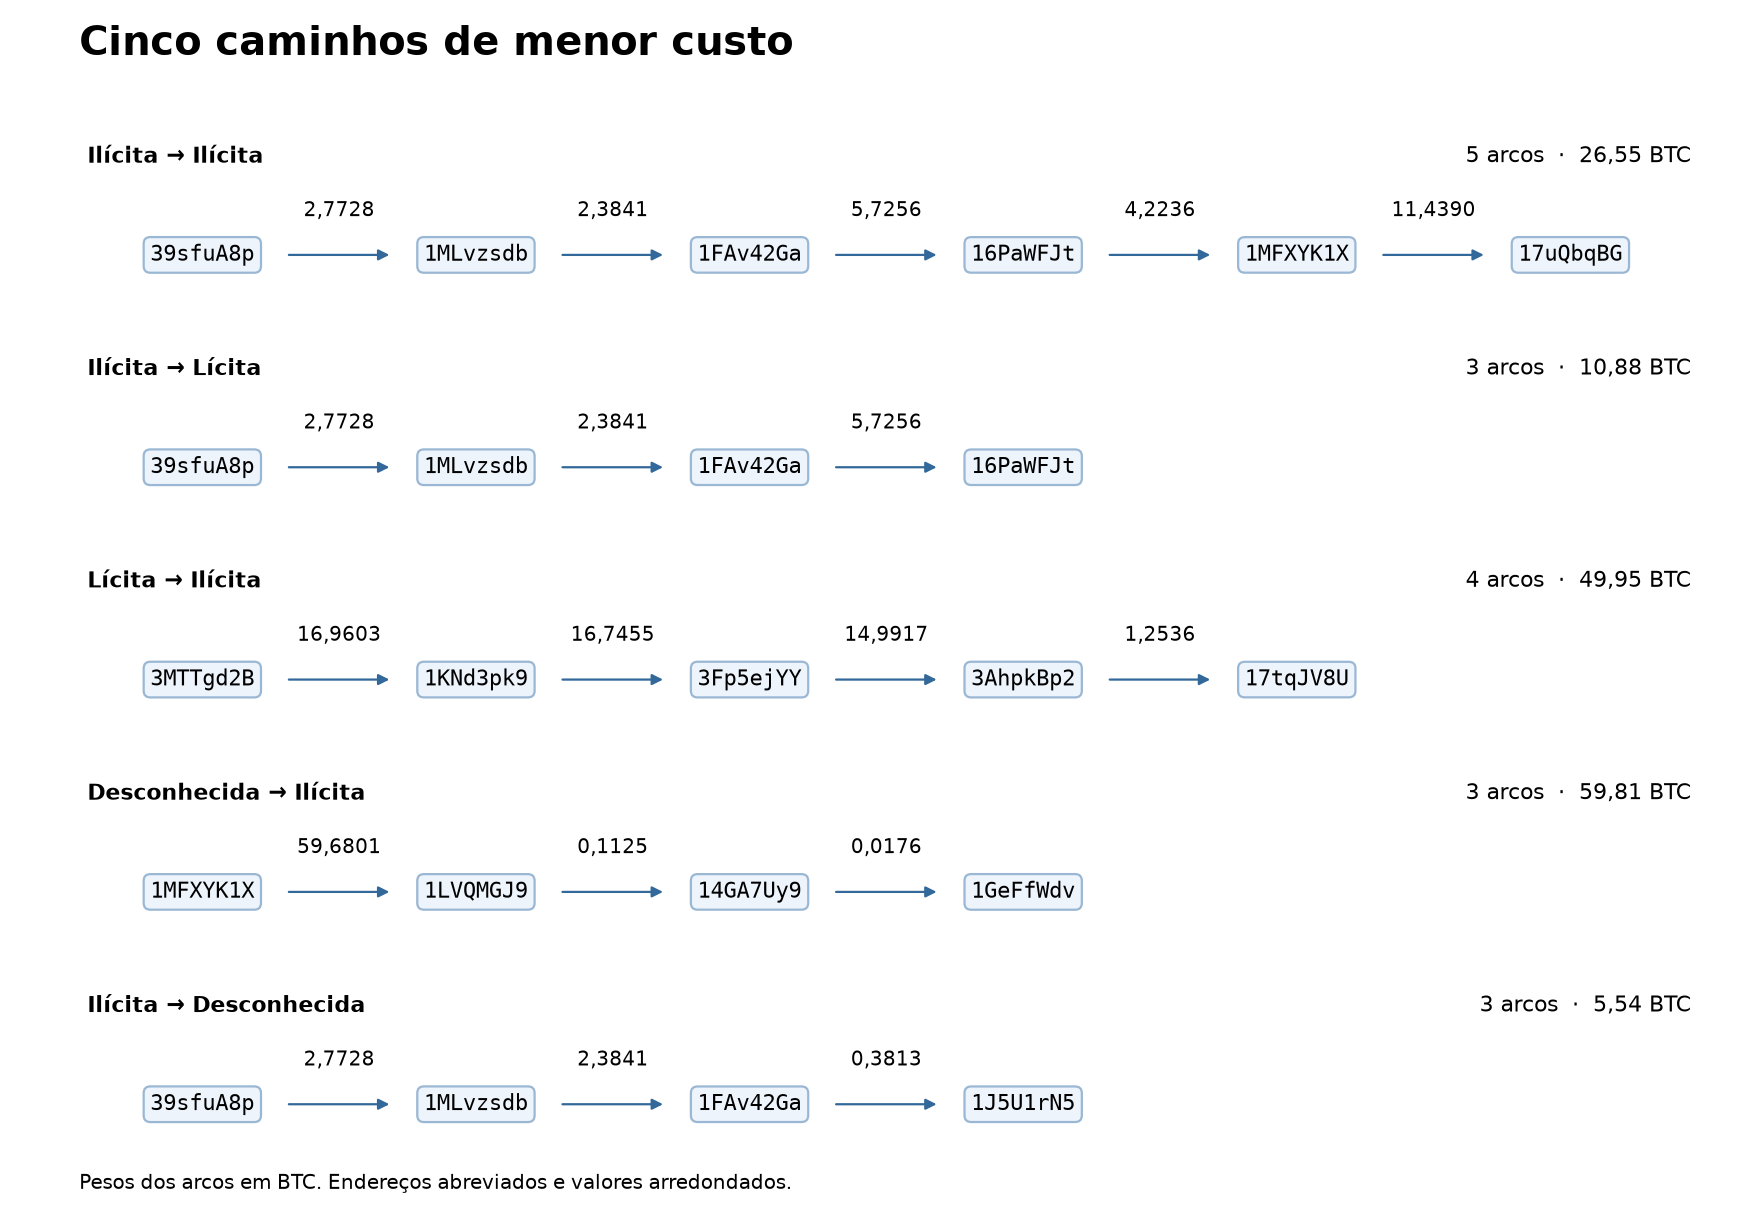 Cinco caminhos de menor custo
Ilícita → Ilícita 5 arcos · 26,55 BTC
2,7728 2,3841 5,7256 4,2236 11,4390
39sfuA8p 1MLvzsdb 1FAv42Ga 16PaWFJt 1MFXYK1X 17uQbqBG
Ilícita → Lícita 3 arcos · 10,88 BTC
2,7728 2,3841 5,7256
39sfuA8p 1MLvzsdb 1FAv42Ga 16PaWFJt
Lícita → Ilícita 4 arcos · 49,95 BTC
16,9603 16,7455 14,9917 1,2536
3MTTgd2B 1KNd3pk9 3Fp5ejYY 3AhpkBp2 17tqJV8U
Desconhecida → Ilícita 3 arcos · 59,81 BTC
59,6801 0,1125 0,0176
1MFXYK1X 1LVQMGJ9 14GA7Uy9 1GeFfWdv
Ilícita → Desconhecida 3 arcos · 5,54 BTC
2,7728 2,3841 0,3813
39sfuA8p 1MLvzsdb 1FAv42Ga 1J5U1rN5
Pesos dos arcos em BTC. Endereços abreviados e valores arredondados.